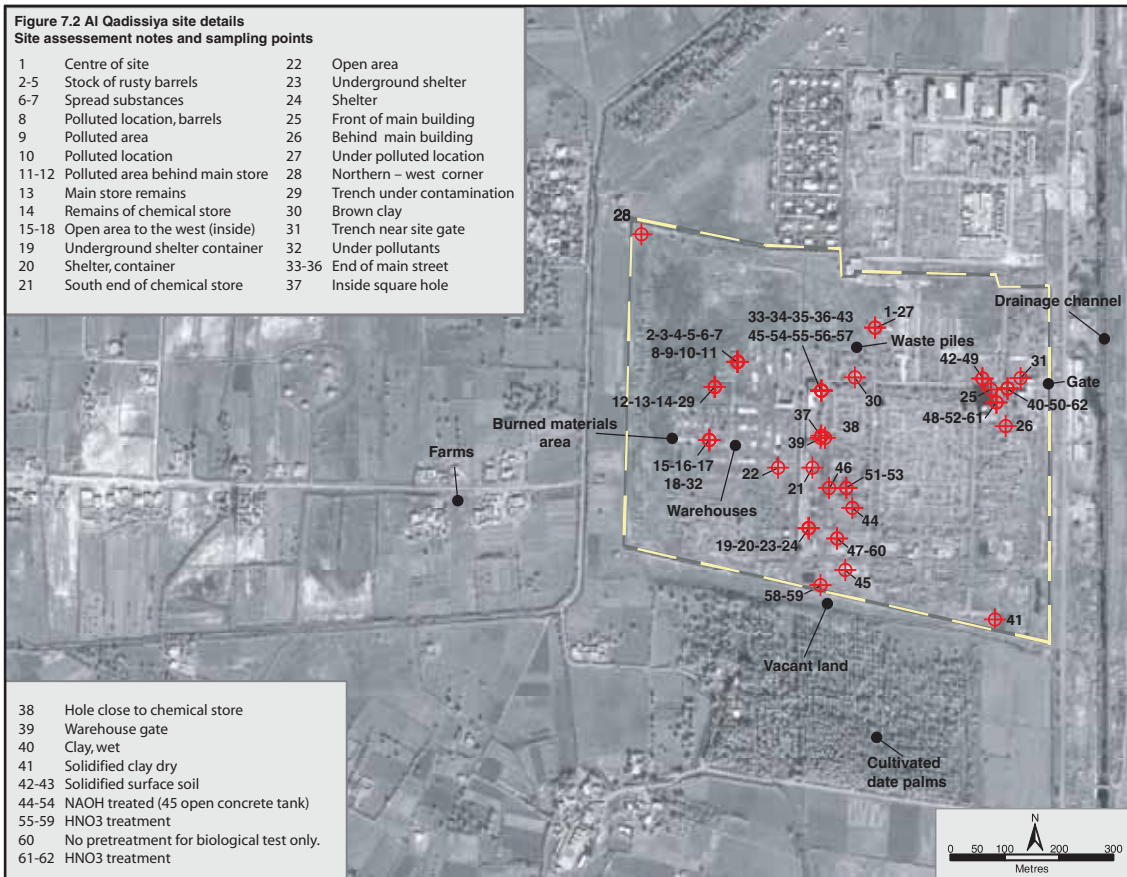 Figure 7.2 Al Qadissiya site details
Site assessement notes and sampling points
1 Centre of site
2-5 Stock of rusty barrels
6-7 Spread substances
8 Polluted location, barrels
9 Polluted area
10 Polluted location
11-12 Polluted area behind main store
13 Main store remains
14 Remains of chemical store
15-18 Open area to the west (inside)
19 Underground shelter container
20 Shelter, container
21 South end of chemical store
22 Open area
23 Underground shelter
24 Shelter
25 Front of main building
26 Behind main building
27 Under polluted location
28 Northern – west corner
29 Trench under contamination
30 Brown clay
31 Trench near site gate
32 Under pollutants
33-36 End of main street
37 Inside square hole
28
Drainage channel
33-34-35-36-43
45-54-55-56-57
1-27
2-3-4-5-6-7
8-9-10-11
Waste piles
42-49
31
12-13-14-29
30
25
Gate
40-50-62
48-52-61
26
Burned materials
area
37
38
39
Farms
15-16-17
18-32
Warehouses
22
21
46
51-53
44
19-20-23-24
47-60
45
58-59
41
Vacant land
Cultivated
date palms
38 Hole close to chemical store
39 Warehouse gate
40 Clay, wet
41 Solidified clay dry
42-43 Solidified surface soil
44-54 NAOH treated (45 open concrete tank)
55-59 HNO3 treatment
60 No pretreatment for biological test only.
61-62 HNO3 treatment
N
0 50 100 200 300
Metres